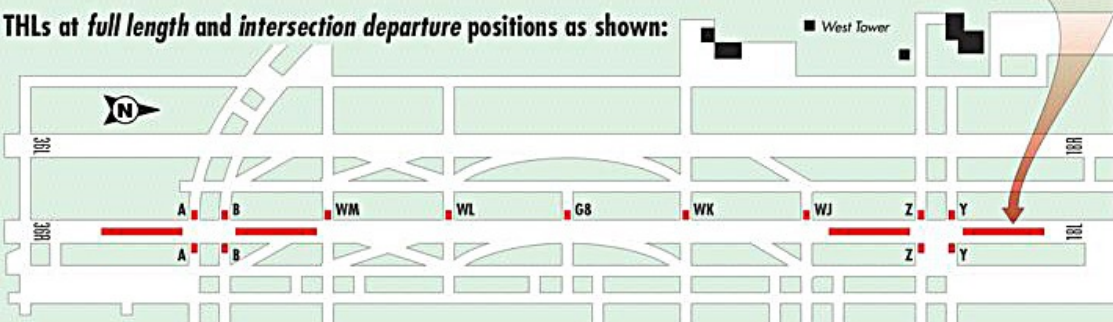 THLs at full length and intersection departure positions as shown:
West Tower
N
36L
18R
A B WM WL G8 WK WJ Z Y
36R
18L
A B Z Y